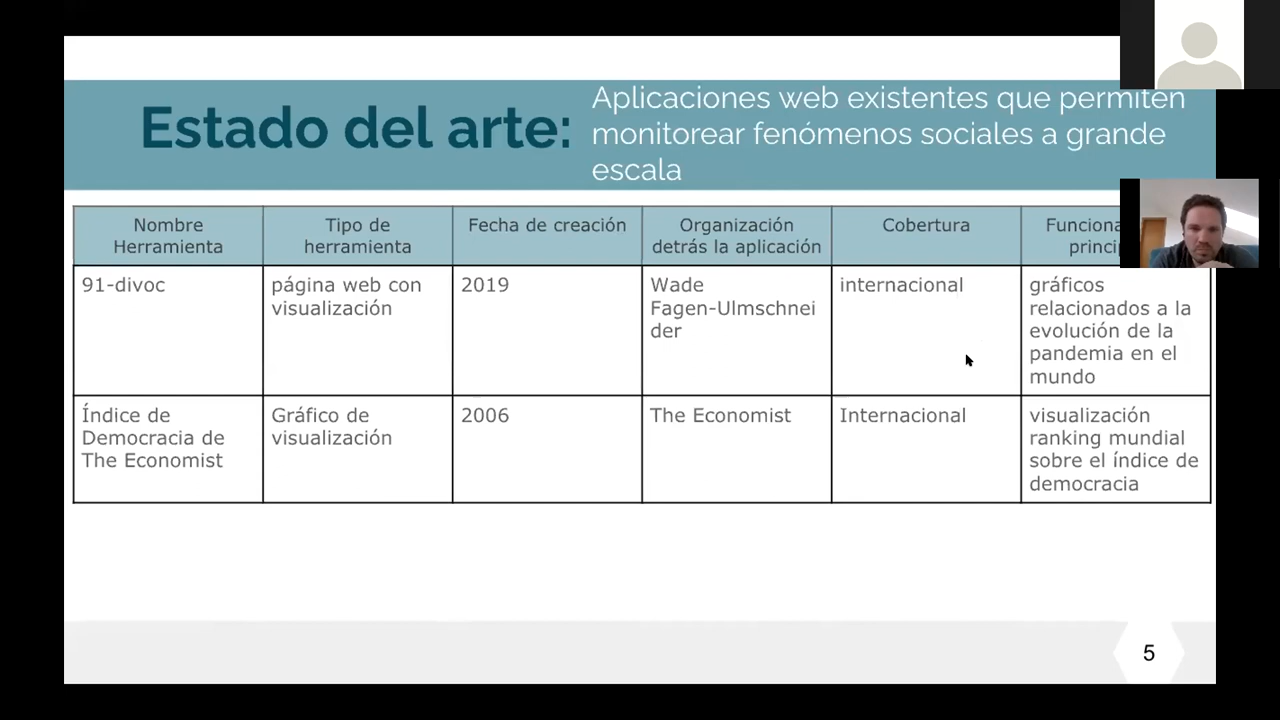 Estado del arte:
Aplicaciones web existentes que permiten
monitorear fenómenos sociales a grande
escala
Nombre
Herramienta
Tipo de
herramienta
Fecha de creación
Organización
detrás la aplicación
Cobertura
91-divoc
página web con
visualización
2019
Wade
Fagen-Ulmschnei
der
internacional
gráficos
relacionados a la
evolución de la
pandemia en el
mundo
Índice de
Democracia de
The Economist
Gráfico de
visualización
2006
The Economist
Internacional
visualización
ranking mundial
sobre el índice de
democracia
5